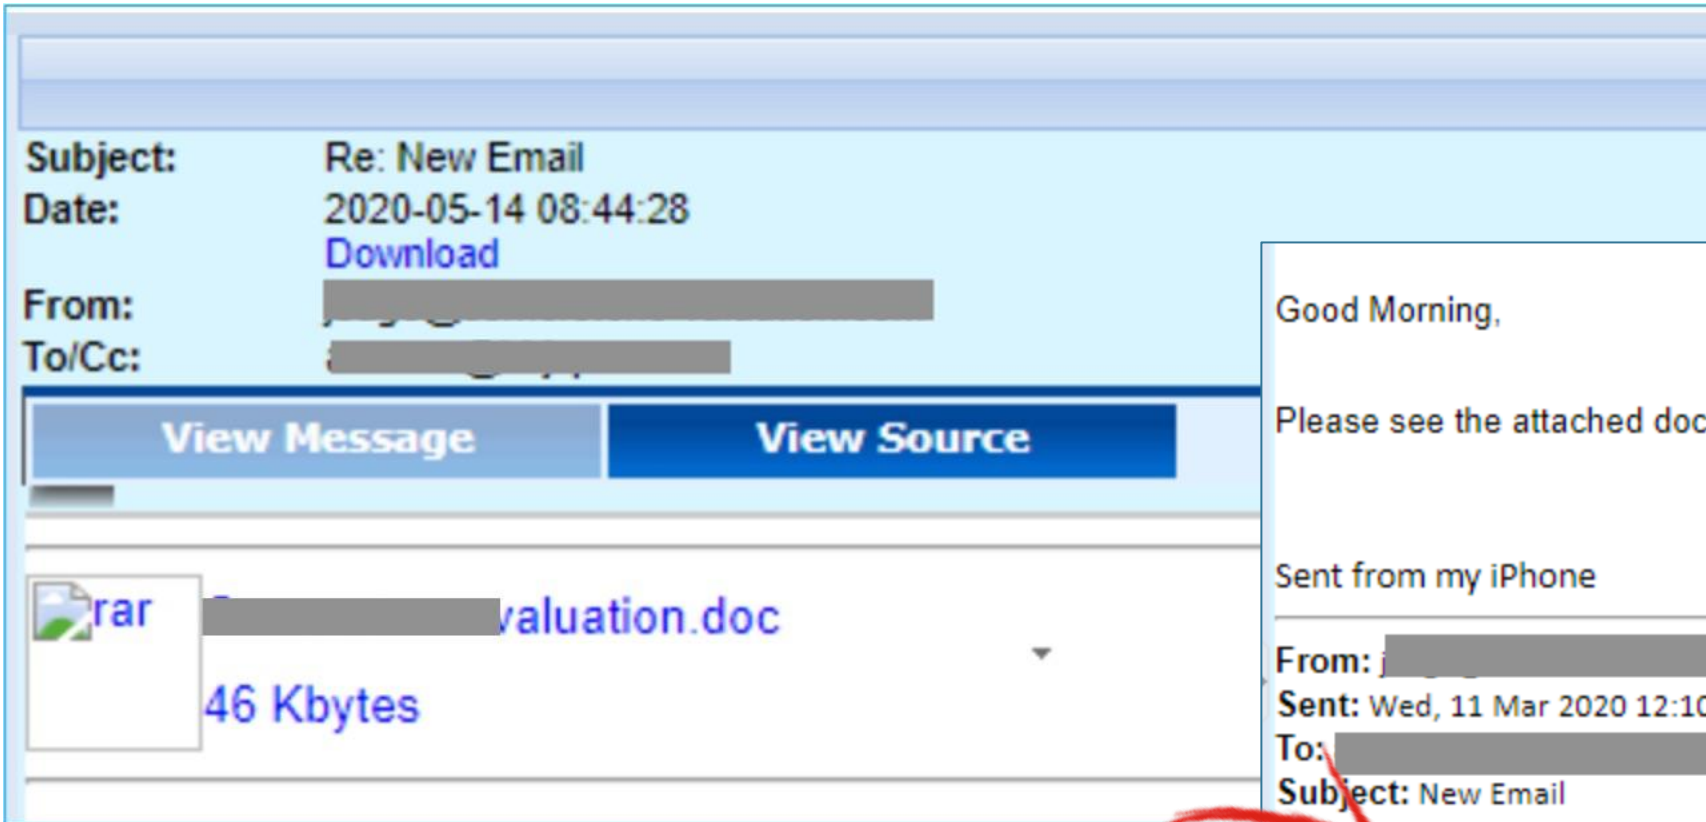 Subject: Re: New Email
Date: 2020-05-14 08:44:28
Download
From:
To/Cc:
View Message View Source
rar valuation.doc
46 Kbytes
Good Morning,
Please see the attached doc
Sent from my iPhone
From:
Sent: Wed, 11 Mar 2020 12:10
To:
Subject: New Email